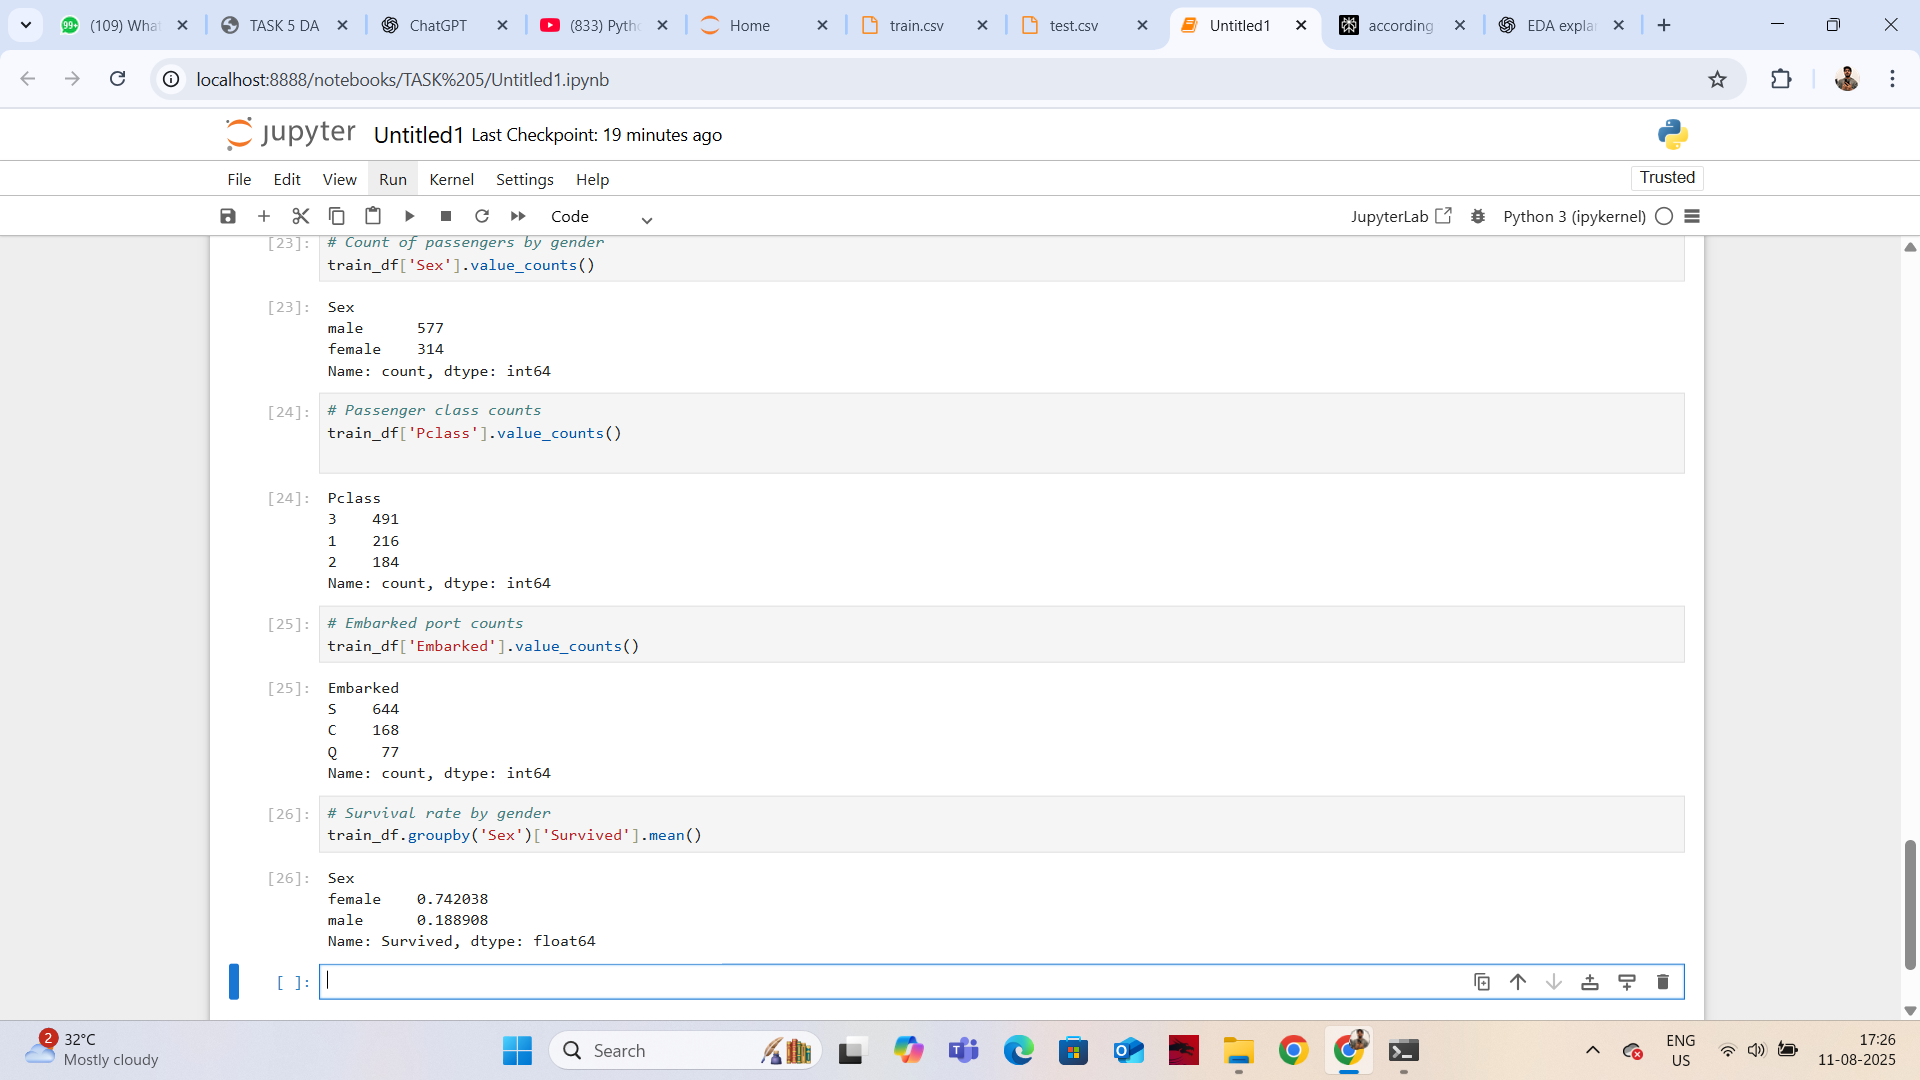 99+ (109) What
TASK 5 DA
ChatGPT
(833) Pytho
Home
train.csv
test.csv
Untitled1
according
EDA explai
localhost:8888/notebooks/TASK%205/Untitled1.ipynb
jupyter Untitled1 Last Checkpoint: 19 minutes ago
File Edit View Run Kernel Settings Help
Trusted
Code
JupyterLab
Python 3 (ipykernel)
[23]: # Count of passengers by gender
train_df['Sex'].value_counts()
[23]: Sex
male 577
female 314
Name: count, dtype: int64
[24]: # Passenger class counts
train_df['Pclass'].value_counts()
[24]: Pclass
3 491
1 216
2 184
Name: count, dtype: int64
[25]: # Embarked port counts
train_df['Embarked'].value_counts()
[25]: Embarked
S 644
C 168
Q 77
Name: count, dtype: int64
[26]: # Survival rate by gender
train_df.groupby('Sex')['Survived'].mean()
[26]: Sex
female 0.742038
male 0.188908
Name: Survived, dtype: float64
[ ]:
2 32°C
Mostly cloudy
Search
ENG
US
17:26
11-08-2025